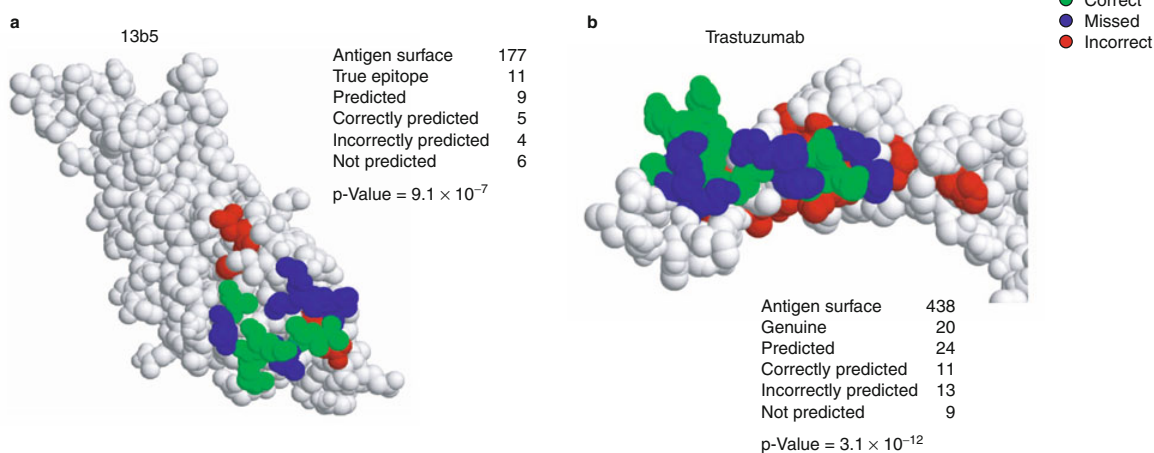 a
13b5
Antigen surface 177
True epitope 11
Predicted 9
Correctly predicted 5
Incorrectly predicted 4
Not predicted 6
p-Value = 9.1 × 10⁻⁷
b
Trastuzumab
Correct
Missed
Incorrect
Antigen surface 438
Genuine 20
Predicted 24
Correctly predicted 11
Incorrectly predicted 13
Not predicted 9
p-Value = 3.1 × 10⁻¹²